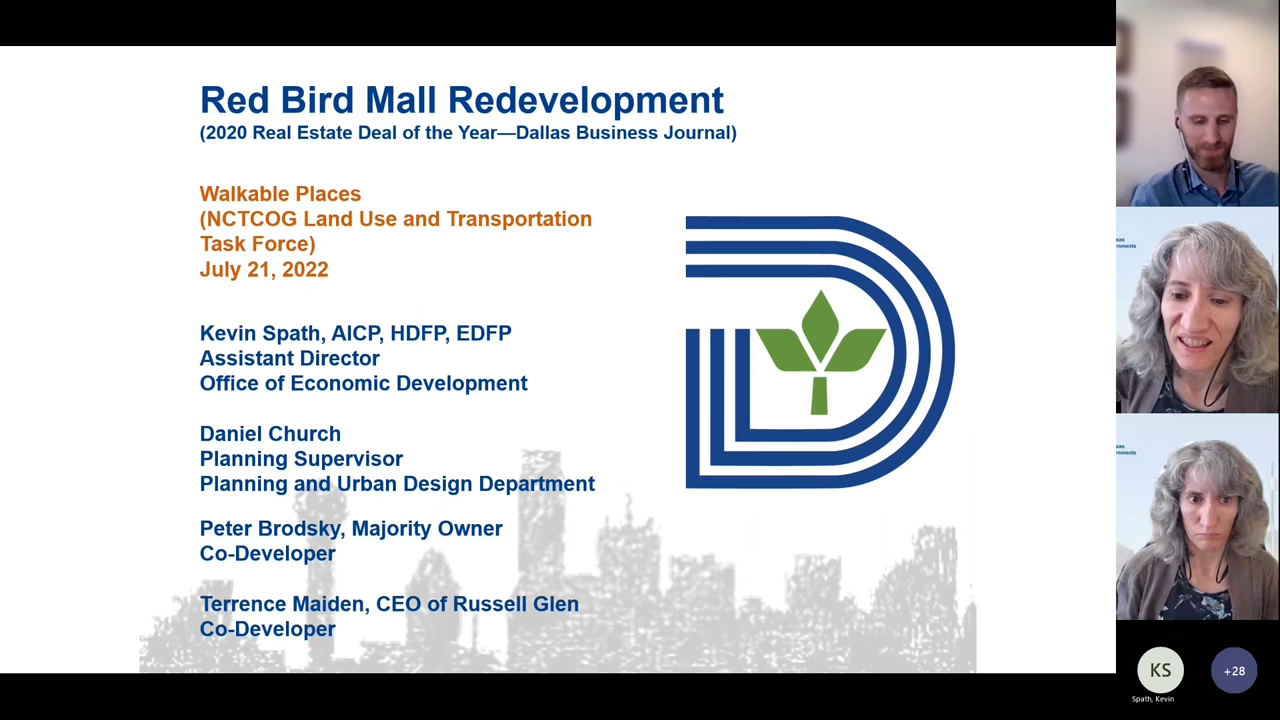 Red Bird Mall Redevelopment
(2020 Real Estate Deal of the Year—Dallas Business Journal)
Walkable Places
(NCTCOG Land Use and Transportation
Task Force)
July 21, 2022
Kevin Spath, AICP, HDFP, EDFP
Assistant Director
Office of Economic Development
Daniel Church
Planning Supervisor
Planning and Urban Design Department
Peter Brodsky, Majority Owner
Co-Developer
Terrence Maiden, CEO of Russell Glen
Co-Developer
KS
+28
Spath, Kevin